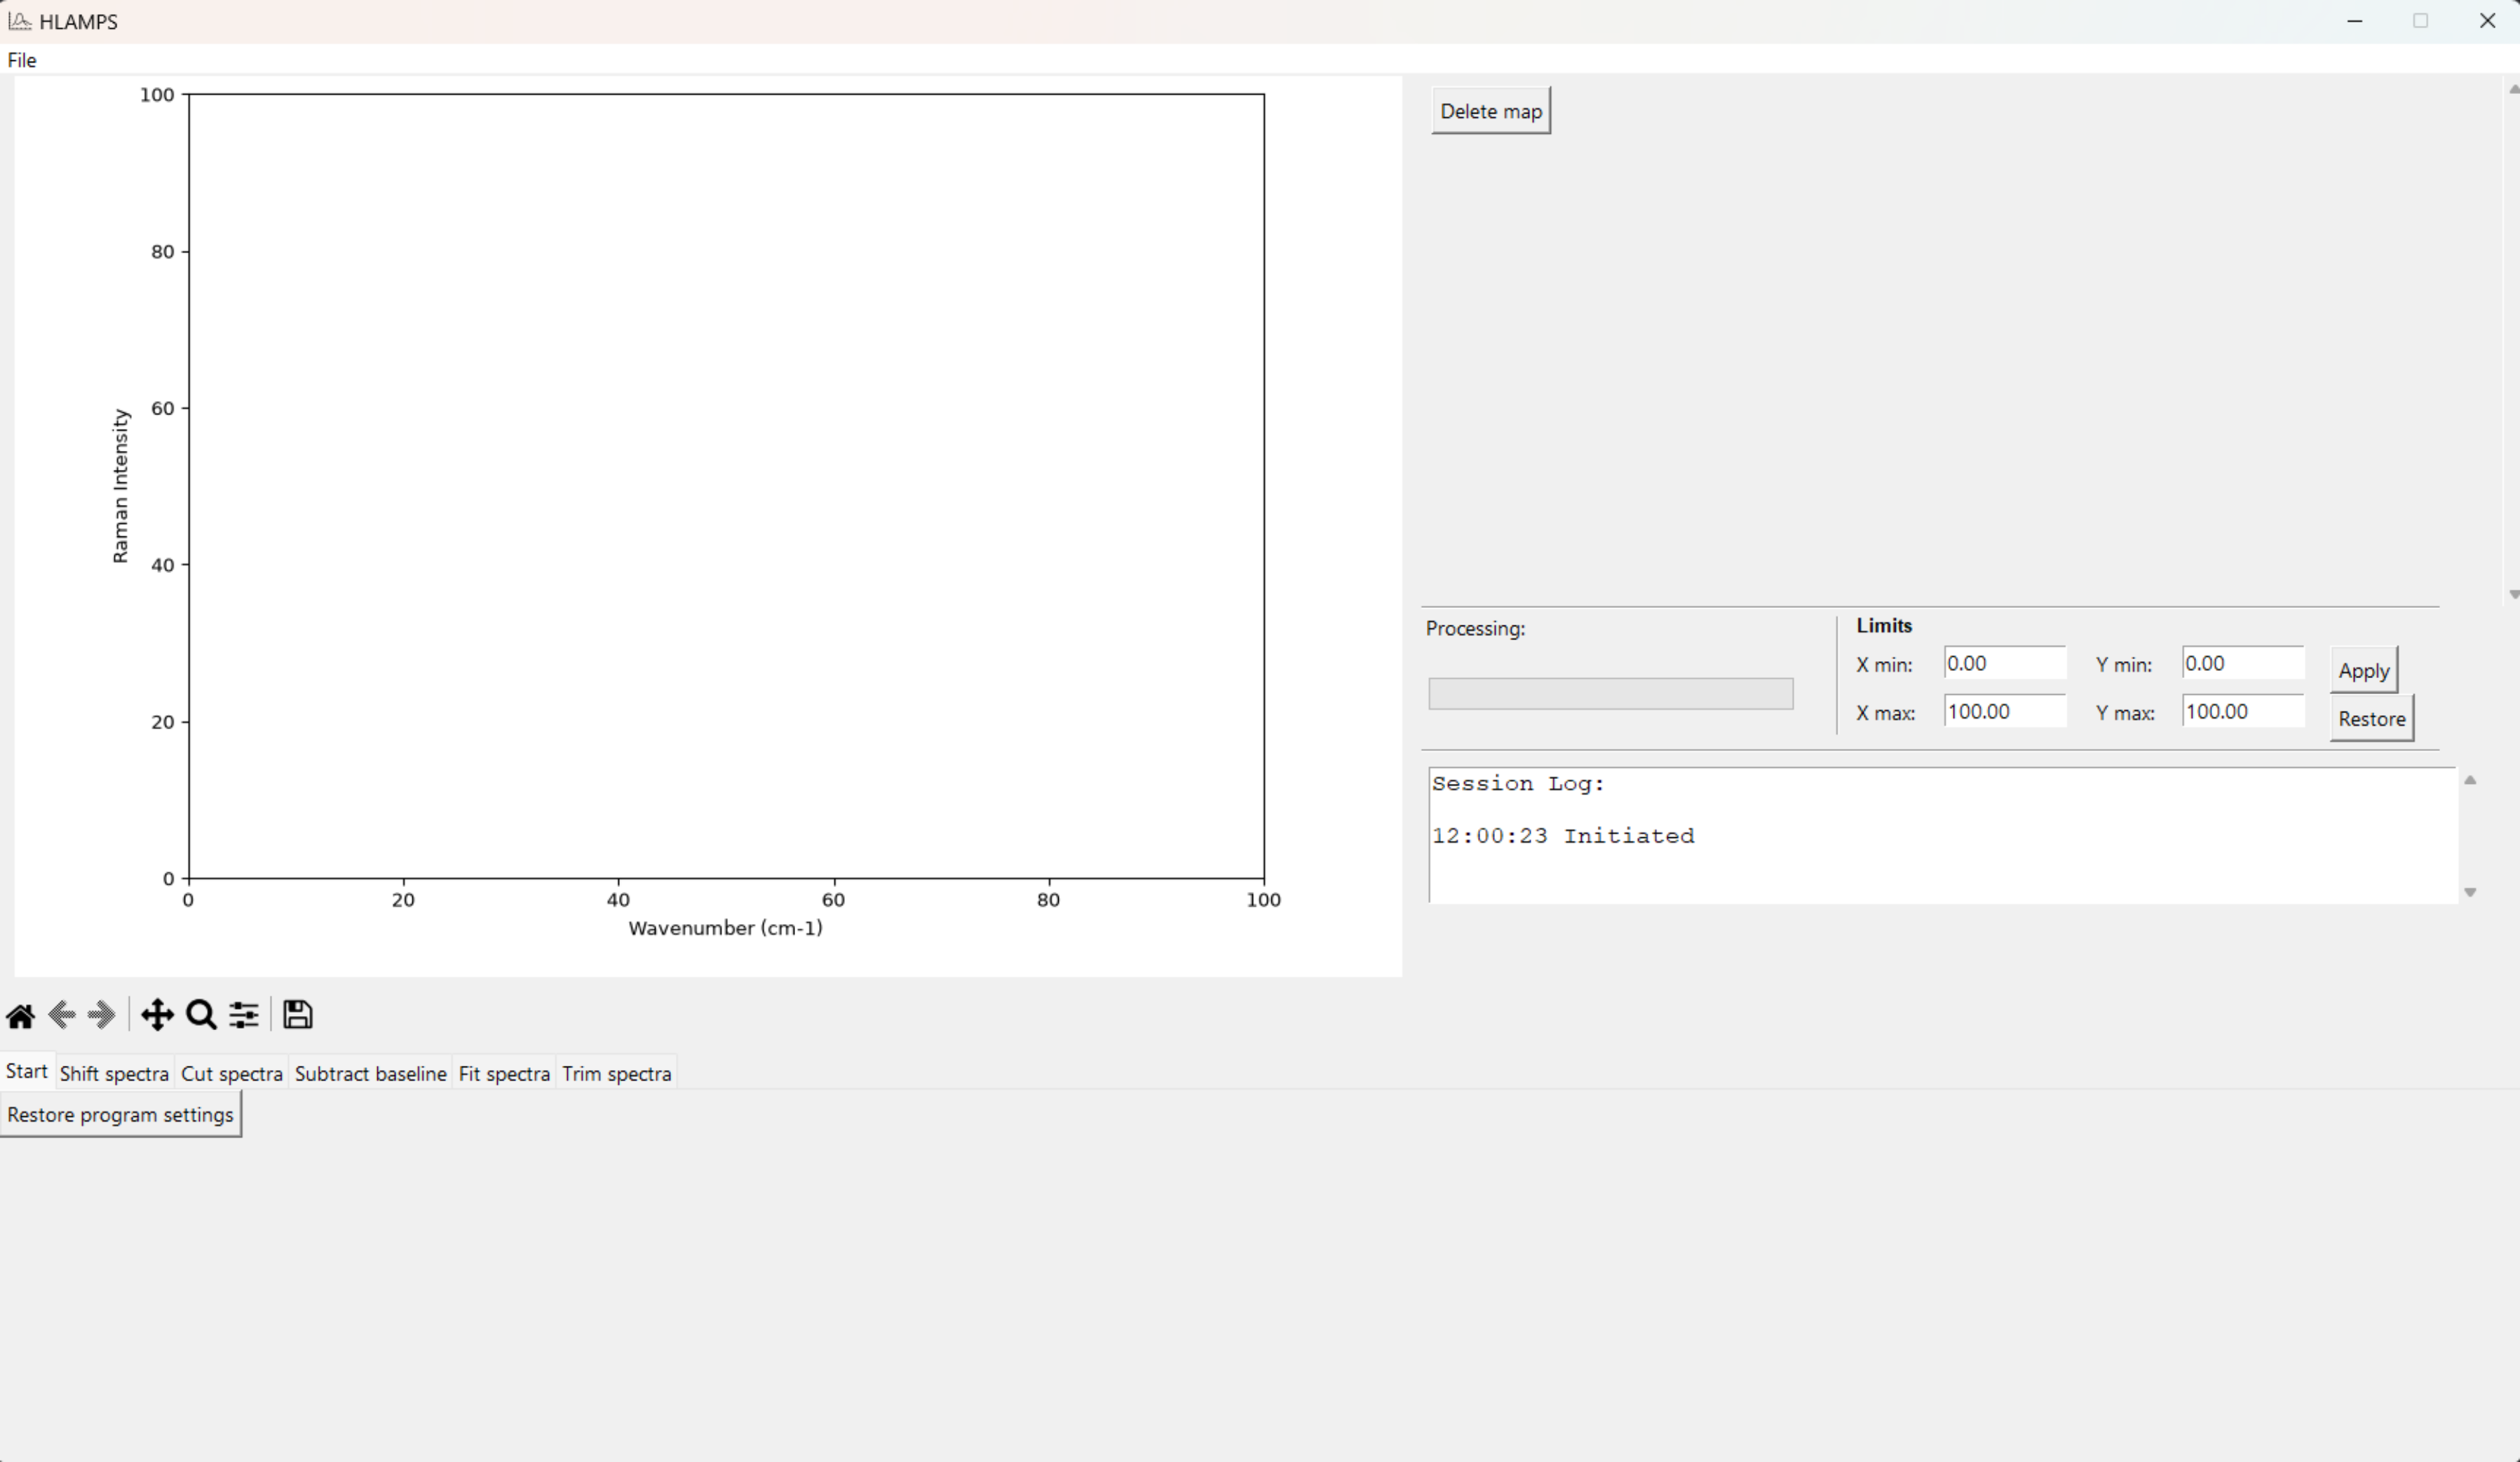 HLAMPS
File
100
80
60
40
20
0
Raman Intensity
0 20 40 60 80 100
Wavenumber (cm-1)
Delete map
Processing:
Limits
X min: 0.00 Y min: 0.00 Apply
X max: 100.00 Y max: 100.00 Restore
Session Log:
12:00:23 Initiated
Start Shift spectra Cut spectra Subtract baseline Fit spectra Trim spectra
Restore program settings